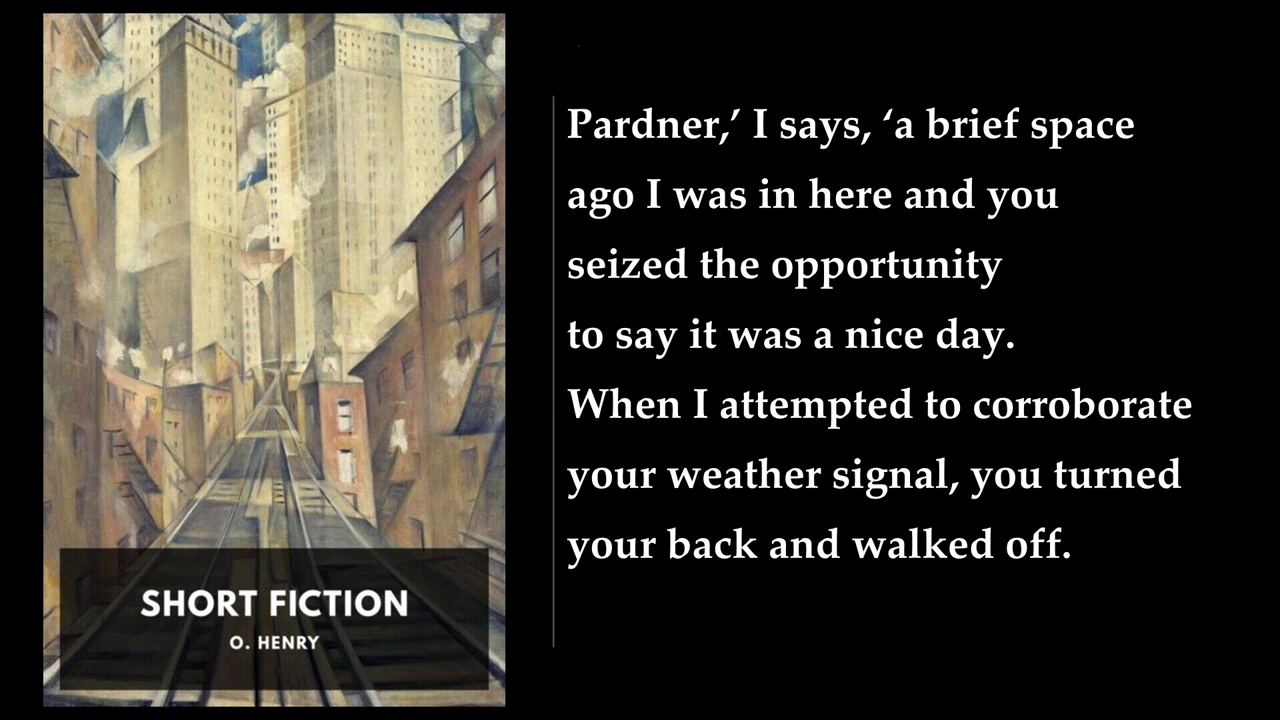 SHORT FICTION
O. HENRY
Pardner,’ I says, ‘a brief space
ago I was in here and you
seized the opportunity
to say it was a nice day.
When I attempted to corroborate
your weather signal, you turned
your back and walked off.